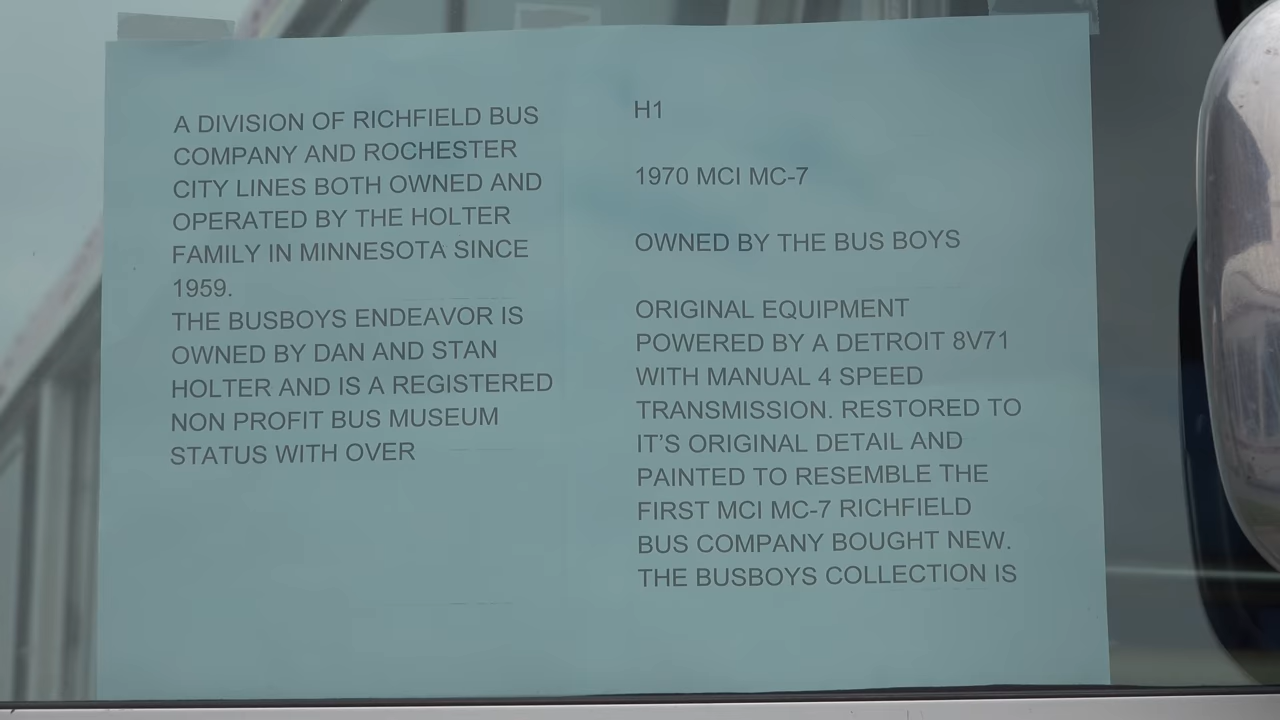 A DIVISION OF RICHFIELD BUS
COMPANY AND ROCHESTER
CITY LINES BOTH OWNED AND
OPERATED BY THE HOLTER
FAMILY IN MINNESOTA SINCE
1959.
THE BUSBOYS ENDEAVOR IS
OWNED BY DAN AND STAN
HOLTER AND IS A REGISTERED
NON PROFIT BUS MUSEUM
STATUS WITH OVER
H1
1970 MCI MC-7
OWNED BY THE BUS BOYS
ORIGINAL EQUIPMENT
POWERED BY A DETROIT 8V71
WITH MANUAL 4 SPEED
TRANSMISSION. RESTORED TO
IT'S ORIGINAL DETAIL AND
PAINTED TO RESEMBLE THE
FIRST MCI MC-7 RICHFIELD
BUS COMPANY BOUGHT NEW.
THE BUSBOYS COLLECTION IS